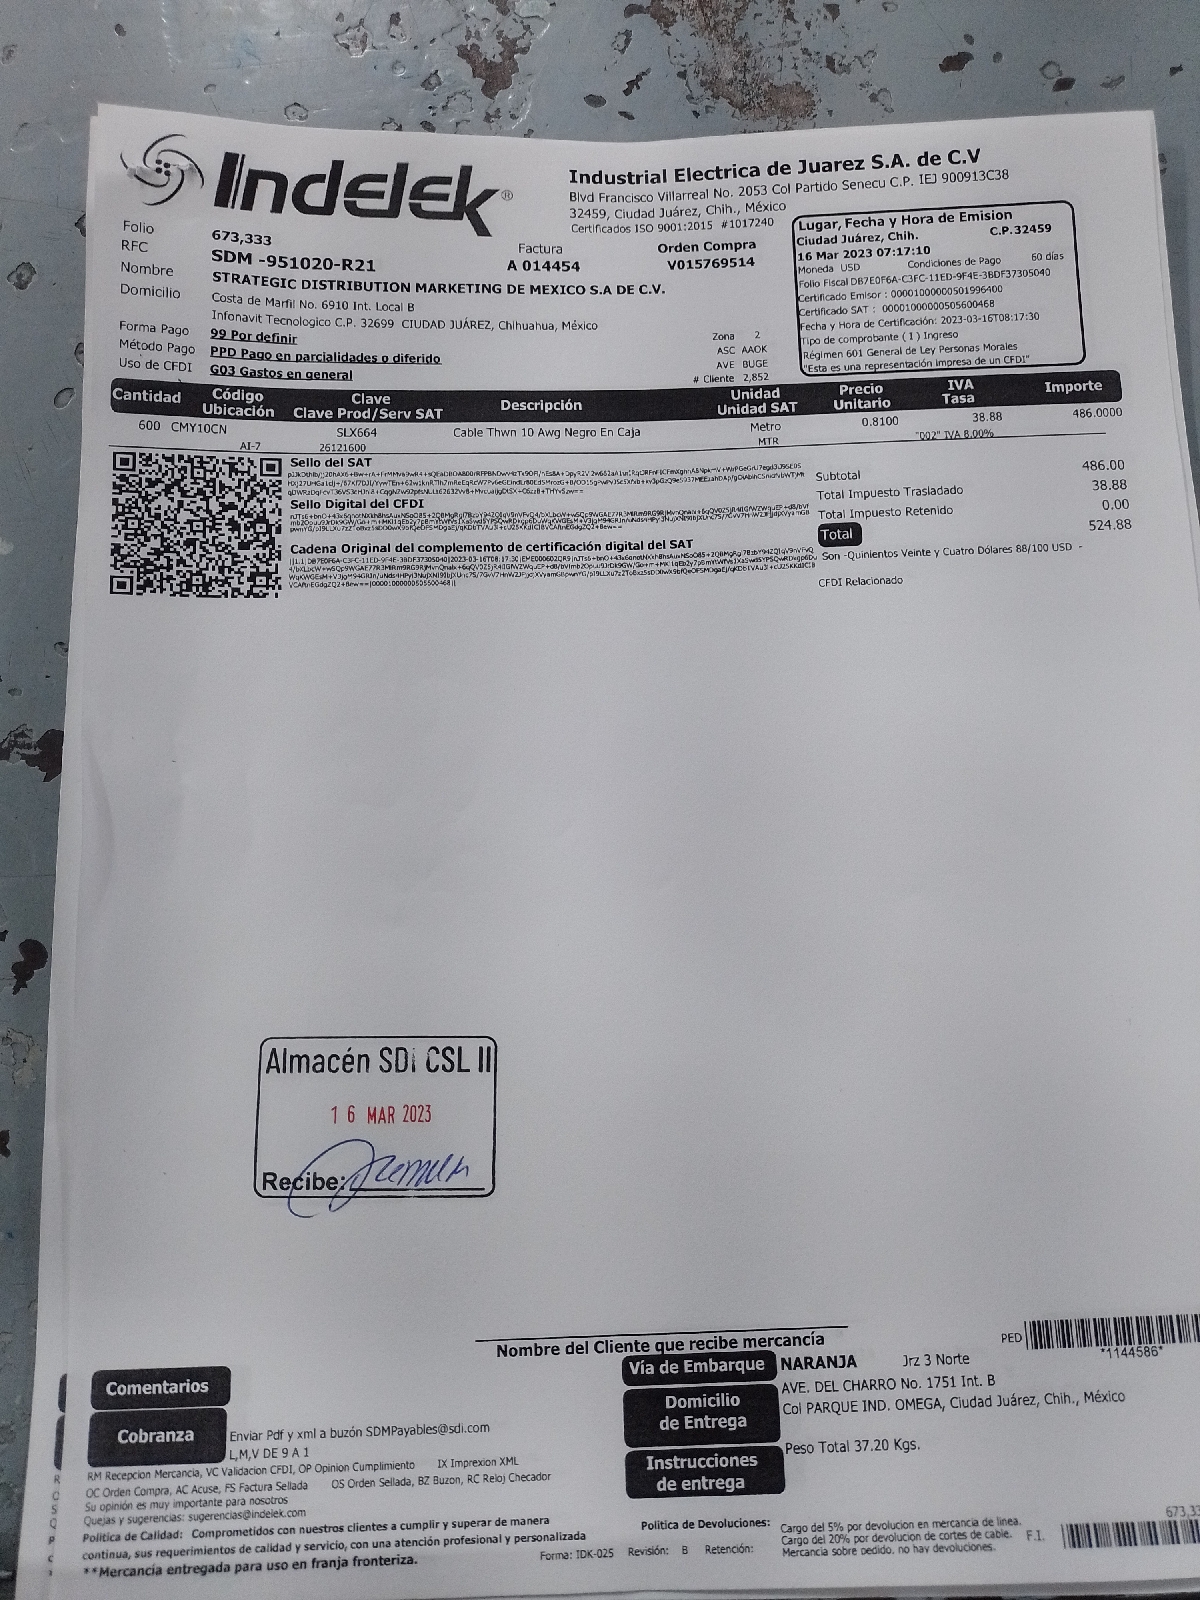 Indelek®
Industrial Electrica de Juarez S.A. de C.V
Blvd Francisco Villarreal No. 2053 Col Partido Senecu C.P. IEJ 900913C38
32459, Ciudad Juárez, Chih., México
Certificados ISO 9001:2015 #1017240
Folio 673,333 Factura Orden Compra
RFC SDM -951020-R21 A 014454 V015769514
Nombre STRATEGIC DISTRIBUTION MARKETING DE MEXICO S.A DE C.V.
Domicilio Costa de Marfil No. 6910 Int. Local B
Infonavit Tecnologico C.P. 32699 CIUDAD JUÁREZ, Chihuahua, México
Forma Pago 99 Por definir
Método Pago PPD Pago en parcialidades o diferido
Uso de CFDI G03 Gastos en general
Zona 2
ASC AAOK
AVE BUGE
# Cliente 2,852
Lugar, Fecha y Hora de Emision
Ciudad Juárez, Chih. C.P.32459
16 Mar 2023 07:17:10
Moneda USD Condiciones de Pago 60 días
Folio Fiscal DB7E0F6A-C3FC-11ED-9F4E-3BDF37305040
Certificado Emisor : 00001000000501996400
Certificado SAT : 00001000000505600468
Fecha y Hora de Certificación: 2023-03-16T08:17:30
Tipo de comprobante ( 1 ) Ingreso
Régimen 601 General de Ley Personas Morales
"Esta es una representación impresa de un CFDI"
Cantidad Código Ubicación Clave Clave Prod/Serv SAT Descripción Unidad Unidad SAT Precio Unitario IVA Tasa Importe
600 CMY10CN SLX664 Cable Thwn 10 Awg Negro En Caja Metro 0.8100 38.88 486.0000
AI-7 26121600 MTR "002" IVA 8.00%
Sello del SAT
Sello Digital del CFDI
Cadena Original del complemento de certificación digital del SAT
Subtotal 486.00
Total Impuesto Trasladado 38.88
Total Impuesto Retenido 0.00
Total 524.88
Son -Quinientos Veinte y Cuatro Dólares 88/100 USD -
CFDI Relacionado
Almacén SDi CSL II
16 MAR 2023
Recibe:
Nombre del Cliente que recibe mercancía
PED
*1144586*
Vía de Embarque NARANJA Jrz 3 Norte
Domicilio de Entrega AVE. DEL CHARRO No. 1751 Int. B
Col PARQUE IND. OMEGA, Ciudad Juárez, Chih., México
Instrucciones de entrega Peso Total 37.20 Kgs.
Comentarios
Cobranza Enviar Pdf y xml a buzón SDMPayables@sdi.com
L,M,V DE 9 A 1
RM Recepcion Mercancia, VC Validacion CFDI, OP Opinion Cumplimiento IX Imprexion XML
OC Orden Compra, AC Acuse, FS Factura Sellada OS Orden Sellada, BZ Buzon, RC Reloj Checador
Su opinión es muy importante para nosotros
Quejas y sugerencias: sugerencias@indelek.com
Política de Calidad: Comprometidos con nuestros clientes a cumplir y superar de manera
continua, sus requerimientos de calidad y servicio, con una atención profesional y personalizada
**Mercancia entregada para uso en franja fronteriza.
Forma: IDK-025 Revisión: B Retención:
Politica de Devoluciones: Cargo del 5% por devolucion en mercancia de linea.
Cargo del 20% por devolucion de cortes de cable.
Mercancia sobre pedido, no hay devoluciones.
F.I.
673,33